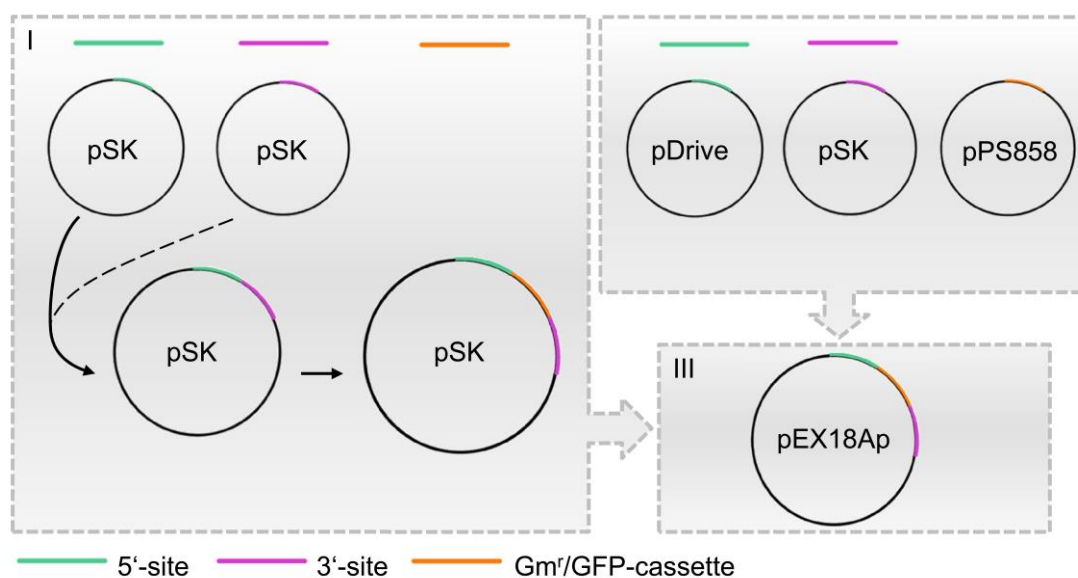 I
pSK
pSK
pSK
pSK
pDrive
pSK
pPS858
III
pEX18Ap
5‘-site
3‘-site
Gmʳ/GFP-cassette